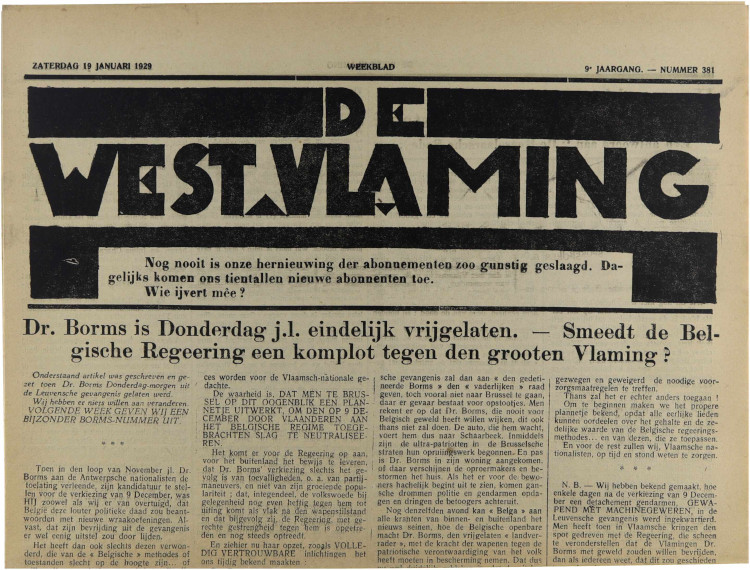 ZATERDAG 19 JANUARI 1929
WEEKBLAD
9e JAARGANG. — NUMMER 381
DE
WEST.VLAMING
Nog nooit is onze hernieuwing der abonnementen zoo gunstig geslaagd. Da-
gelijks komen ons tientallen nieuwe abonnenten toe.
Wie ijvert mêe ?
Dr. Borms is Donderdag j.l. eindelijk vrijgelaten. — Smeedt de Bel-
gische Regeering een komplot tegen den grooten Vlaming ?
Onderstaand artikel was geschreven en ge-
zet toen Dr. Borms Donderdag-morgen uit
de Leuvensche gevangenis gelaten werd.
Wij hebben er niets willen aan veranderen.
VOLGENDE WEEK GEVEN WIJ EEN
BIJZONDER BORMS-NUMMER UIT.
* * *
Toen in den loop van November jl. Dr.
Borms aan de Antwerpsche nationalisten de
toelating verleende, zijn kandidatuur te stel-
len voor de verkiezing van 9 December, was
HIJ zoowel als wij er van overtuigd, dat
België deze louter politieke daad zou beant-
woorden met nieuwe wraakoefeningen. Al-
vast, dat zijn bevrijding uit de gevangenis
er wel eenig uitstel zou door lijden.
Het heeft dan ook slechts dezen verwon-
derd, die van de « Belgische » methodes of
toestanden slecht op de hoogte zijn... of
ces worden voor de Vlaamsch-nationale ge-
dachte.
De waarheid is, DAT MEN TE BRUS-
SEL OP DIT OOGENBLIK EEN PLAN-
NETJE UITWERKT, OM DEN OP 9 DE-
CEMBER DOOR VLAANDEREN AAN
HET BELGISCHE REGIME TOEGE-
BRACHTEN SLAG TE NEUTRALISEE-
REN.
Het komt er voor de Regeering op aan,
voor het buitenland het bewijs te leveren,
dat Dr. Borms' verkiezing slechts het ge-
volg is van toevalligheden, o. a. van partij-
maneuvers, en niet van zijn groeiende popu-
lariteit ; dat, integendeel, de volkswoede bij
gelegenheid nog even heftig tegen hem tot
uiting komt als vlak na den wapenstilstand
en dat bijgevolg zij, de Regeering, met ge-
rechte gestrengheid tegen hem is opgetre-
den en nog steeds optreedt.
En ziehier nu haar opzet, zooals VOLLE-
DIG VERTROUWBARE inlichtingen het
ons tijdig bekend maakten :
sche gevangenis zal dan aan « den gedeti-
neerde Borms » den « vaderlijken » raad
geven, toch vooral niet naar Brussel te gaan,
daar er gevaar bestaat voor opstootjes. Men
rekent er op dat Dr. Borms, die nooit voor
Belgisch geweld heeft willen wijken, dit ook
thans niet zal doen. De auto, die hem wacht,
voert hem dus naar Schaarbeek. Inmiddels
zijn de ultra-patriotten in de Brusselsche
straten hun opruiingswerk begonnen. En pas
is Dr. Borms in zijn woning aangekomen,
of daar verschijnen de oproermakers en be-
stormen het huis. Als het er voor de bewo-
ners hachelijk begint uit te zien, komen gan-
sche drommen politie en gendarmen opda-
gen en dringen de betoogers achteruit.
Nog denzelfden avond kan « Belga » aan
alle kranten van binnen- en buitenland het
nieuws seinen, hoe de Belgische openbare
macht Dr. Borms, den vrijgelaten « landver-
rader », met de kracht der wapenen tegen de
patriotische verontwaardiging van het volk
heeft moeten in bescherming nemen. Dat dus
gezwegen en geweigerd de noodige voor-
zorgsmaatregelen te treffen.
Thans zal het er echter anders toegaan !
Om te beginnen maken we het propere
plannetje bekend, opdat alle eerlijke lieden
kunnen oordeelen over het gehalte en de ze-
delijke waarde van de Belgische regeerings-
methodes... en van dezen, die ze toepassen.
En voor de rest zullen wij, Vlaamsche na-
tionalisten, op tijd en stond weten te zorgen.
* * *
N. B. — Wij hebben bekend gemaakt, hoe
enkele dagen na de verkiezing van 9 Decem-
ber een detachement gendarmen, GEWA-
PEND MET MACHINEGEWEREN, in de
Leuvensche gevangenis werd ingekwartierd.
Men heeft toen in Vlaamsche kringen den
spot gedreven met de Regeering, die scheen
te veronderstellen dat de Vlamingen Dr.
Borms met geweld zouden willen bevrijden,
dan als iedereen weet, dat dit zou geschieden